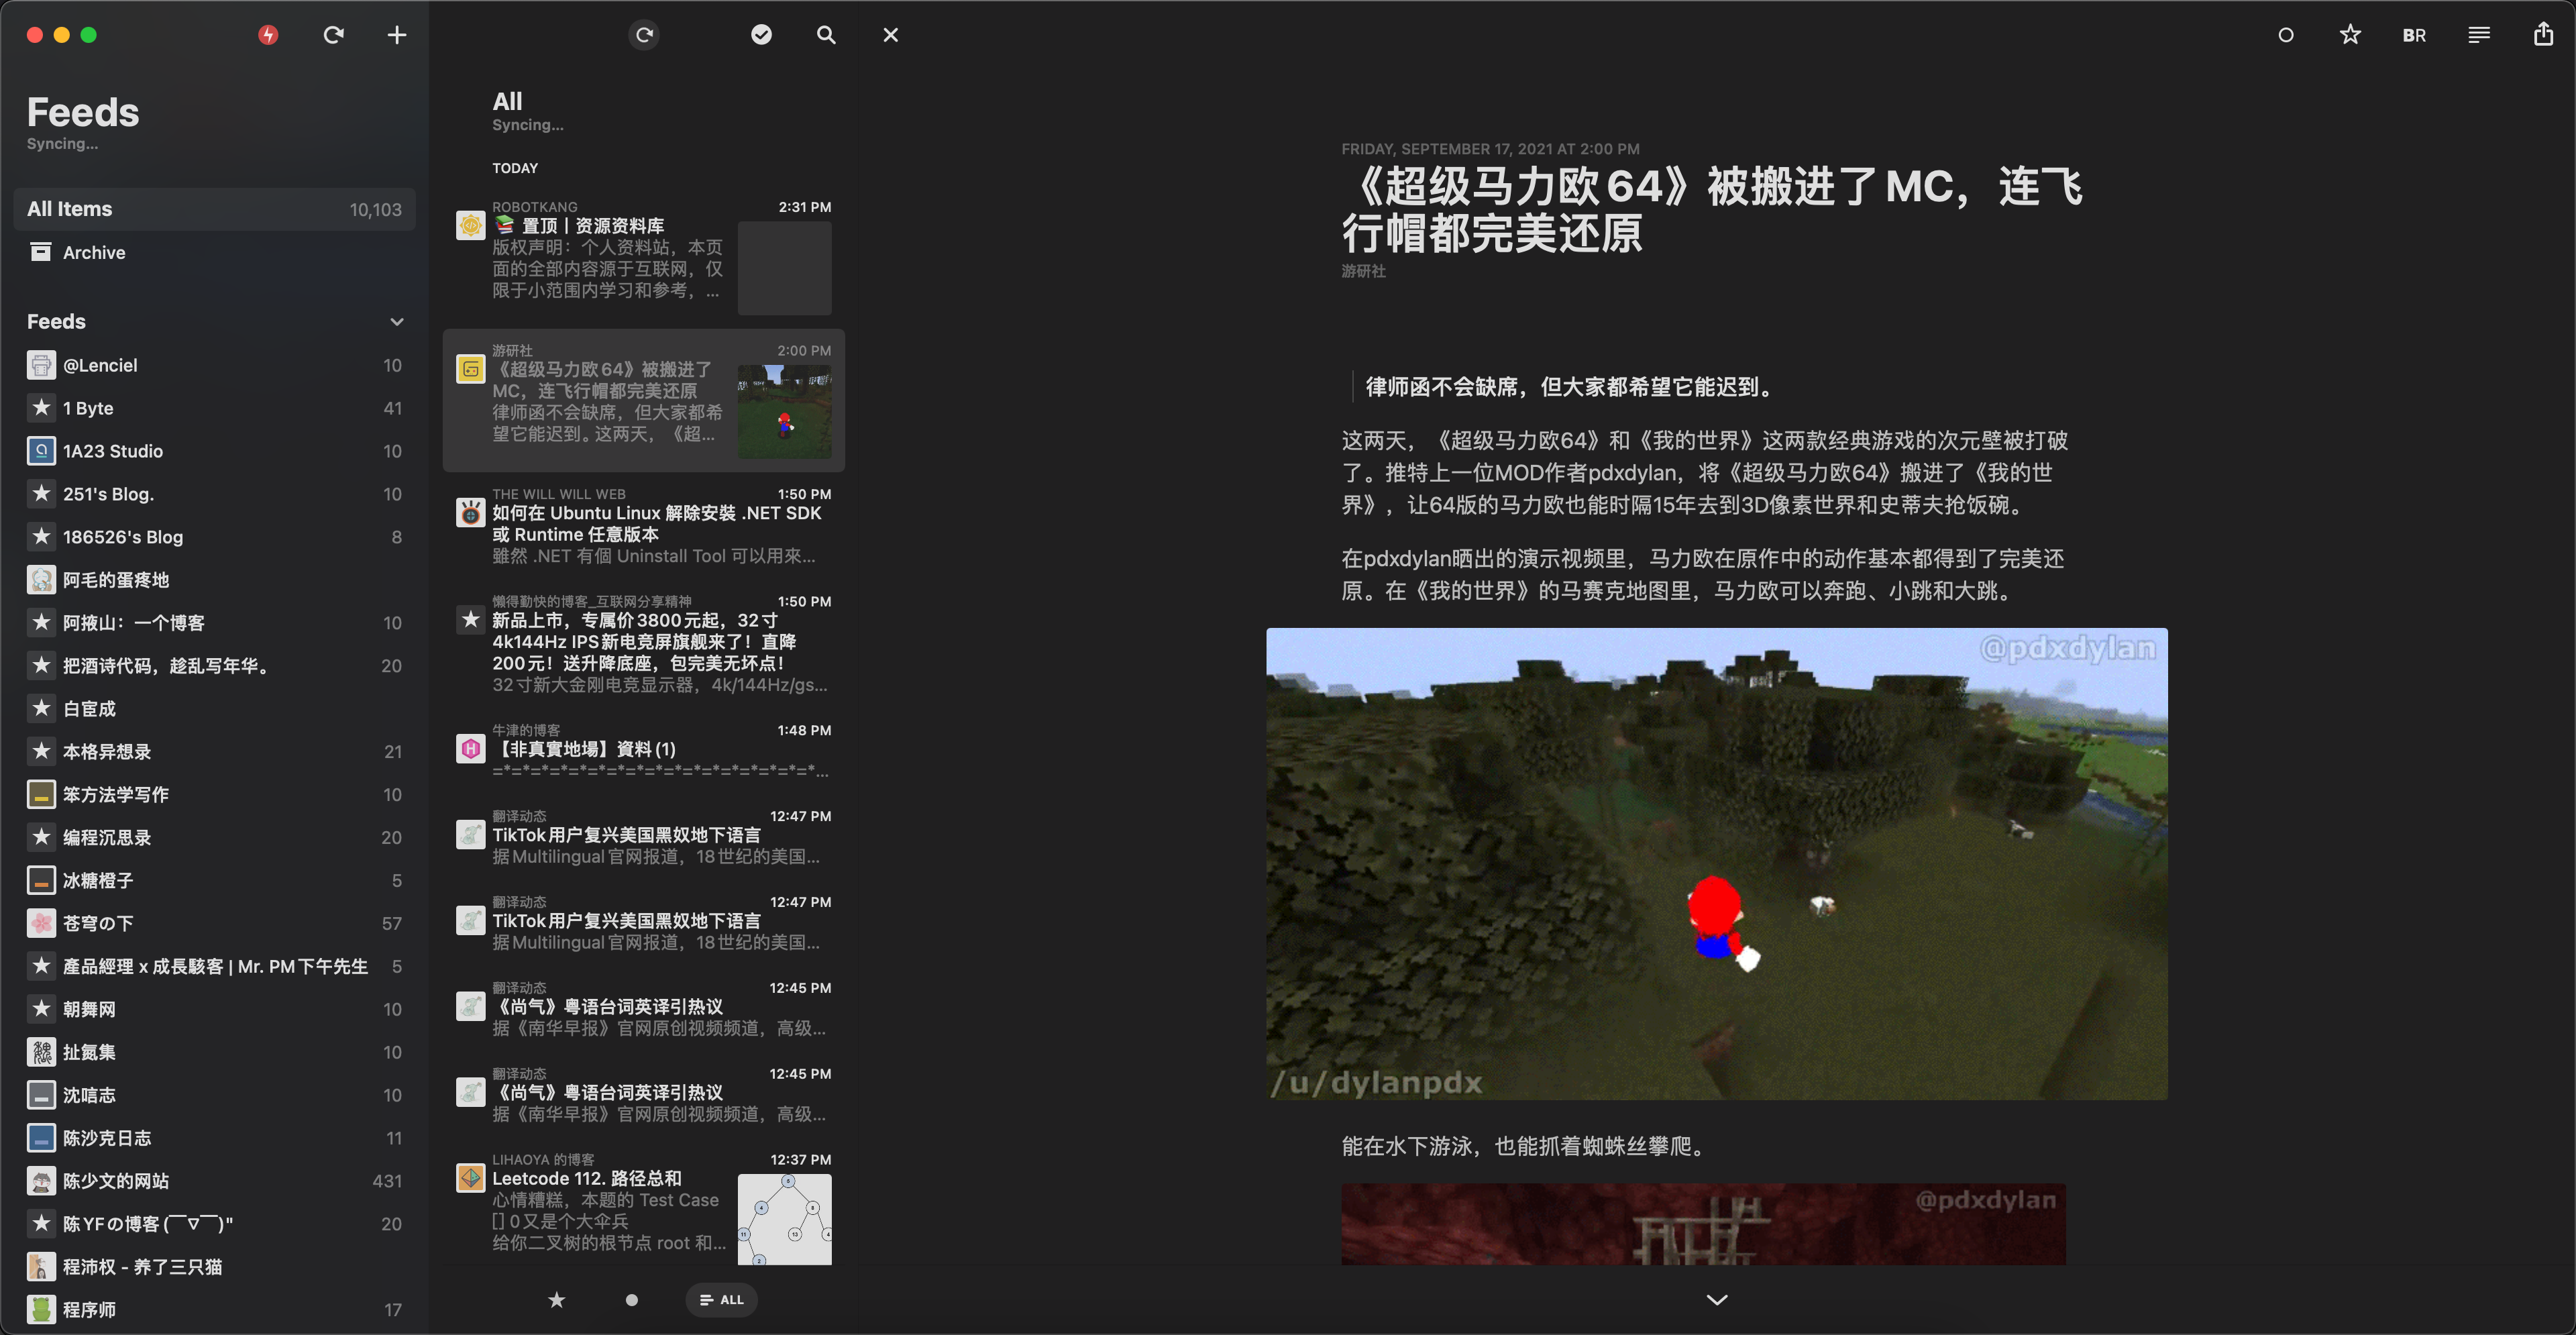 Feeds
Syncing...
All Items 10,103
Archive
Feeds
@Lenciel 10
1 Byte 41
1A23 Studio 10
251's Blog. 10
186526's Blog 8
阿毛的蛋疼地
阿掖山：一个博客 10
把酒诗代码，趁乱写年华。 20
白宦成
本格异想录 21
笨方法学写作 10
编程沉思录 20
冰糖橙子 5
苍穹の下 57
產品經理 x 成長駭客 | Mr. PM下午先生 5
朝舞网 10
扯氮集 10
沈唁志 10
陈沙克日志 11
陈少文的网站 431
陈YFの博客(￣▽￣)" 20
程沛权 - 养了三只猫
程序师 17
All
Syncing...
TODAY
ROBOTKANG 2:31 PM
📚 置顶丨资源资料库
版权声明：个人资料站，本页
面的全部内容源于互联网，仅
限于小范围内学习和参考，...
游研社 2:00 PM
《超级马力欧64》被搬进了
MC，连飞行帽都完美还原
律师函不会缺席，但大家都希
望它能迟到。这两天，《超...
THE WILL WILL WEB 1:50 PM
如何在 Ubuntu Linux 解除安裝 .NET SDK
或 Runtime 任意版本
雖然 .NET 有個 Uninstall Tool 可以用來...
懒得勤快的博客_互联网分享精神 1:50 PM
新品上市，专属价3800元起，32寸
4k144Hz IPS新电竞屏旗舰来了！直降
200元！送升降底座，包完美无坏点！
32寸新大金刚电竞显示器，4k/144Hz/gs...
牛津的博客 1:48 PM
【非真實地場】資料(1)
=*=*=*=*=*=*=*=*=*=*=*=*=*=*=*=*=*...
翻译动态 12:47 PM
TikTok用户复兴美国黑奴地下语言
据Multilingual官网报道，18世纪的美国...
翻译动态 12:47 PM
TikTok用户复兴美国黑奴地下语言
据Multilingual官网报道，18世纪的美国...
翻译动态 12:45 PM
《尚气》粤语台词英译引热议
据《南华早报》官网原创视频频道，高级...
翻译动态 12:45 PM
《尚气》粤语台词英译引热议
据《南华早报》官网原创视频频道，高级...
LIHAOYA 的博客 12:37 PM
Leetcode 112. 路径总和
心情糟糕，本题的 Test Case
[] 0又是个大伞兵
给你二叉树的根节点 root 和...
ALL
BR
FRIDAY, SEPTEMBER 17, 2021 AT 2:00 PM
《超级马力欧64》被搬进了MC，连飞
行帽都完美还原
游研社
律师函不会缺席，但大家都希望它能迟到。
这两天，《超级马力欧64》和《我的世界》这两款经典游戏的次元壁被打破
了。推特上一位MOD作者pdxdylan，将《超级马力欧64》搬进了《我的世
界》，让64版的马力欧也能时隔15年去到3D像素世界和史蒂夫抢饭碗。
在pdxdylan晒出的演示视频里，马力欧在原作中的动作基本都得到了完美还
原。在《我的世界》的马赛克地图里，马力欧可以奔跑、小跳和大跳。
@pdxdylan
/u/dylanpdx
能在水下游泳，也能抓着蜘蛛丝攀爬。
@pdxdylan